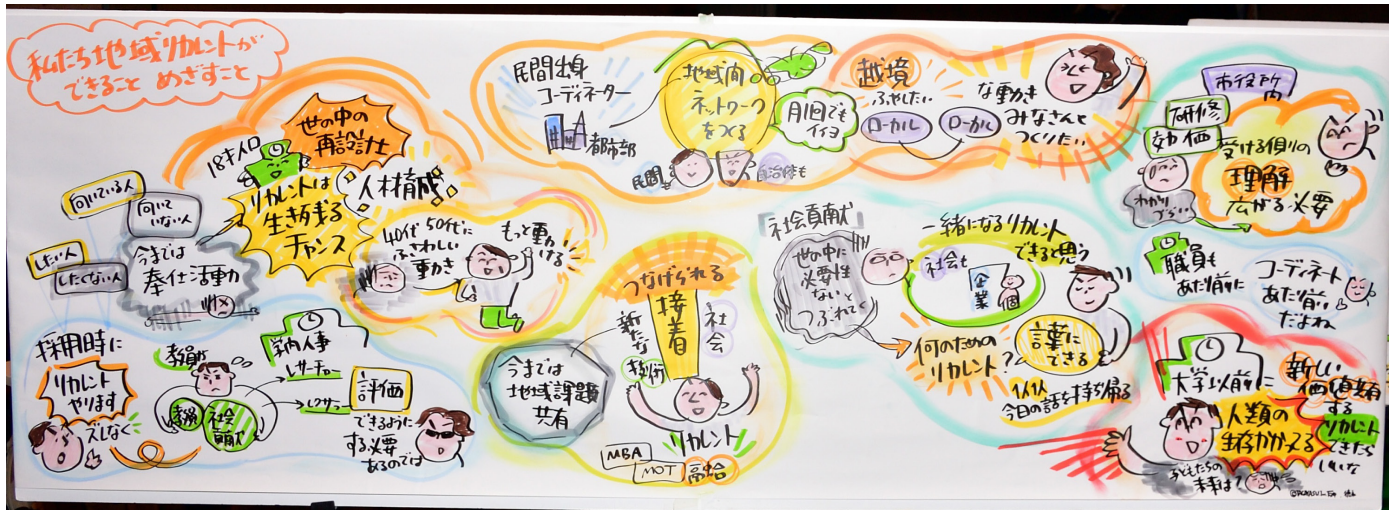 私たち地域リカレントが
できること めざすこと
世の中の
再設計士
18才人口
リカレントは
生き残る
チャンス
人材育成
向いている人
向いて
いない人
したい人
したくない人
今までは
奉仕活動
40代 50代に
ふさわしい
動き
もっと動
ける
採用時に
リカレント
やります
ズレなく
教員が
学内人事
レサーチャー
教育
社会
貢献
評価
できるように
する必要
あるのでは
民間出身
コーディネーター
都市部
地域間
ネットワーク
をつくる
月1回でも
イイヨ
民間も
自治体も
越境
ふやしたい
な動き
みなさんと
つくりたい
ローカル
ローカル
つなげられる
接着
新たな
社会
今までは
地域課題
共有
リカレント
MBA
MOT
社会貢献
世の中に
必要性
ないと
つぶれてく
一緒になるリカレント
できると思う
社会も
企業
何のための
リカレント?
謹にできる
今日の話を持ち帰る
市役所内
研修
効価
受ける側の
理解
広がる必要
わかり
づらい
職員も
あたり前に
コーディネート
あたり前
だよね
大学以前に
新しい
価値共有
する
リカレント
できたら
いいな
人類の
生存かかえる
子どもたちの
未来は?